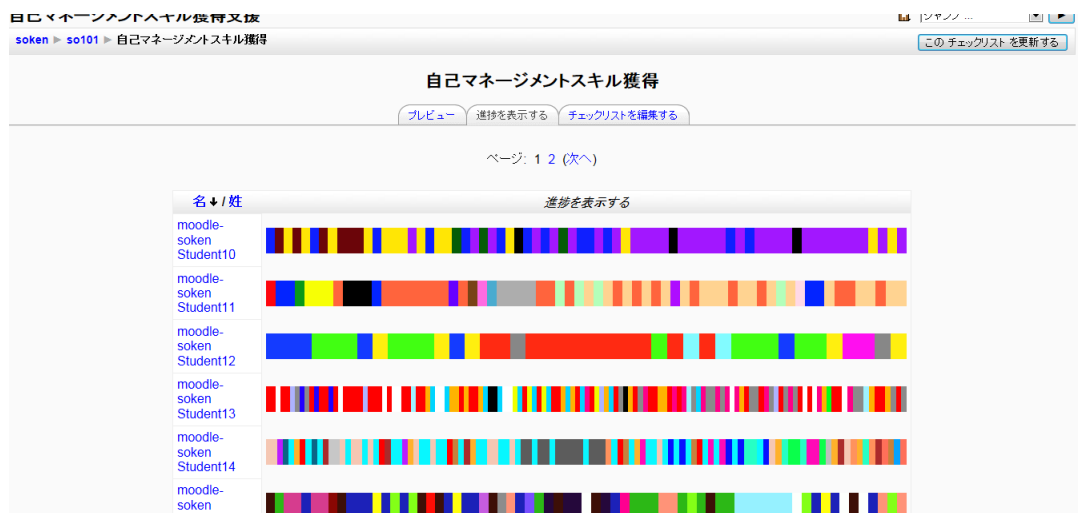 自己マネージメントスキル獲得支援
ジャンプ ...
soken ▶ so101 ▶ 自己マネージメントスキル獲得
この チェックリスト を更新する
自己マネージメントスキル獲得
プレビュー 進捗を表示する チェックリストを編集する
ページ: 1 2 (次へ)
名 ↓ / 姓 進捗を表示する
moodle-
soken
Student10
moodle-
soken
Student11
moodle-
soken
Student12
moodle-
soken
Student13
moodle-
soken
Student14
moodle-
soken